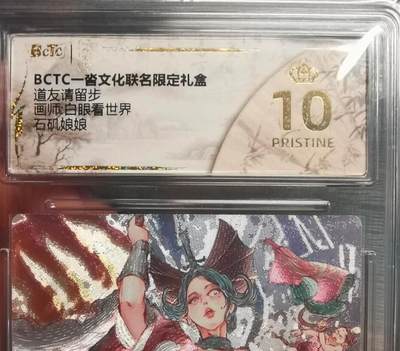 BCTC
BCTC一沓文化联名限定礼盒
道友请留步
画师:白眼看世界
石矶娘娘
10
PRISTINE